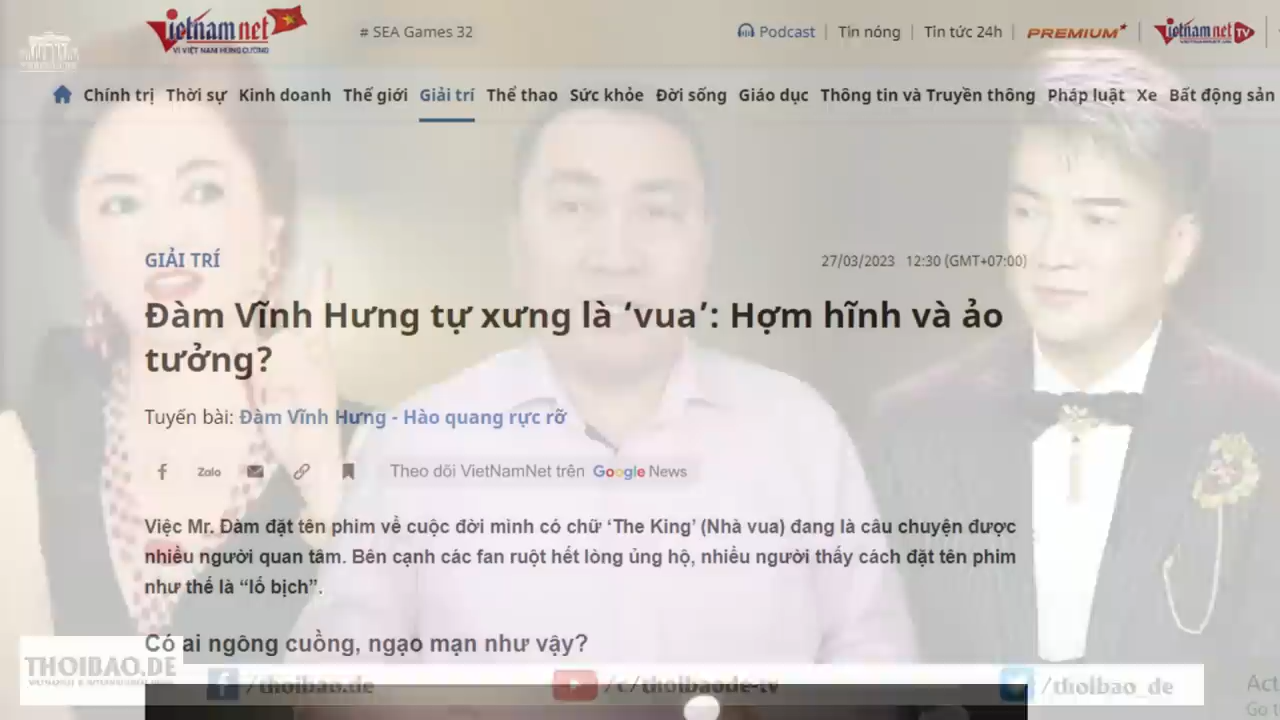 Vietnamnet
VÌ VIỆT NAM HÙNG CƯỜNG
# SEA Games 32
Podcast | Tin nóng | Tin tức 24h | PREMIUM | Vietnamnet TV
Chính trị Thời sự Kinh doanh Thế giới Giải trí Thể thao Sức khỏe Đời sống Giáo dục Thông tin và Truyền thông Pháp luật Xe Bất động sản
GIẢI TRÍ
27/03/2023 12:30 (GMT+07:00)
Đàm Vĩnh Hưng tự xưng là ‘vua’: Hợm hĩnh và ảo
tưởng?
Tuyến bài: Đàm Vĩnh Hưng - Hào quang rực rỡ
Zalo
Theo dõi VietNamNet trên Google News
Việc Mr. Đàm đặt tên phim về cuộc đời mình có chữ ‘The King’ (Nhà vua) đang là câu chuyện được
nhiều người quan tâm. Bên cạnh các fan ruột hết lòng ủng hộ, nhiều người thấy cách đặt tên phim
như thế là “lố bịch”.
Có ai ngông cuồng, ngạo mạn như vậy?
THOIBAO.DE
/thoibao.de
/c/thoibaode-tv
/thoibao_de
Act
Go t